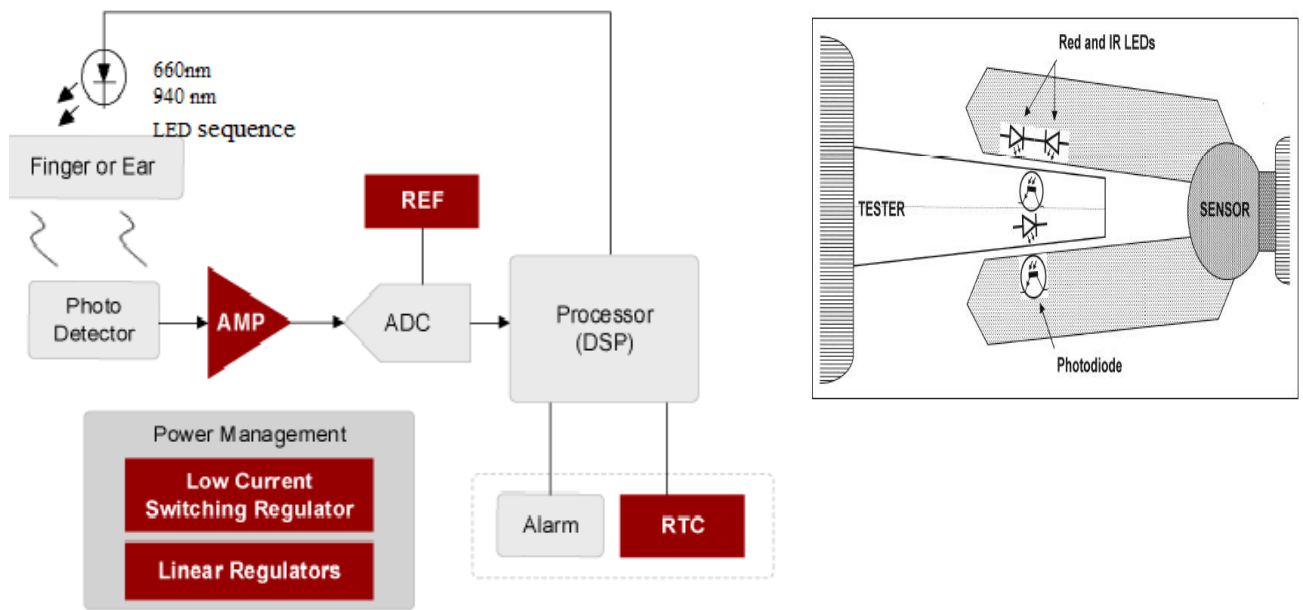 660nm
940 nm
LED sequence
Finger or Ear
REF
Photo
Detector
AMP
ADC
Processor
(DSP)
Power Management
Low Current
Switching Regulator
Linear Regulators
Alarm
RTC
Red and IR LEDs
TESTER
SENSOR
Photodiode